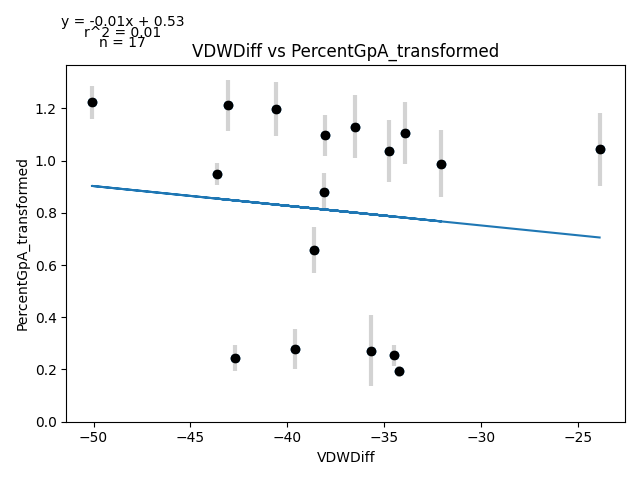 y = -0.01x + 0.53
r^2 = 0.01
n = 17
VDWDiff vs PercentGpA_transformed
PercentGpA_transformed
1.2
1.0
0.8
0.6
0.4
0.2
0.0
−50
−45
−40
−35
−30
−25
VDWDiff